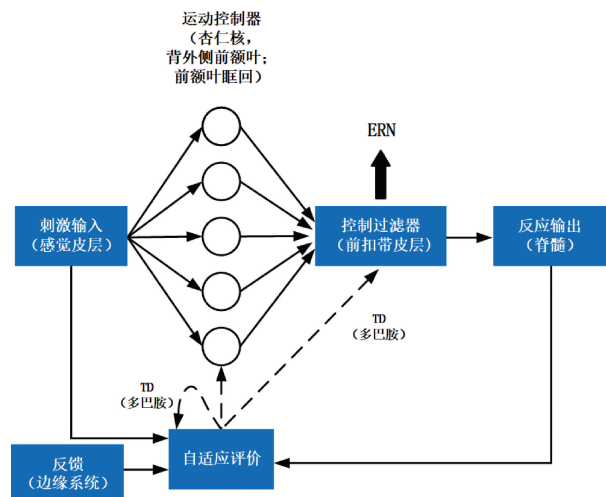 运动控制器
（杏仁核，
背外侧前额叶；
前额叶眶回）
ERN
刺激输入
（感觉皮层）
控制过滤器
（前扣带皮层）
反应输出
（脊髓）
TD
（多巴胺）
TD
（多巴胺）
反馈
（边缘系统）
自适应评价